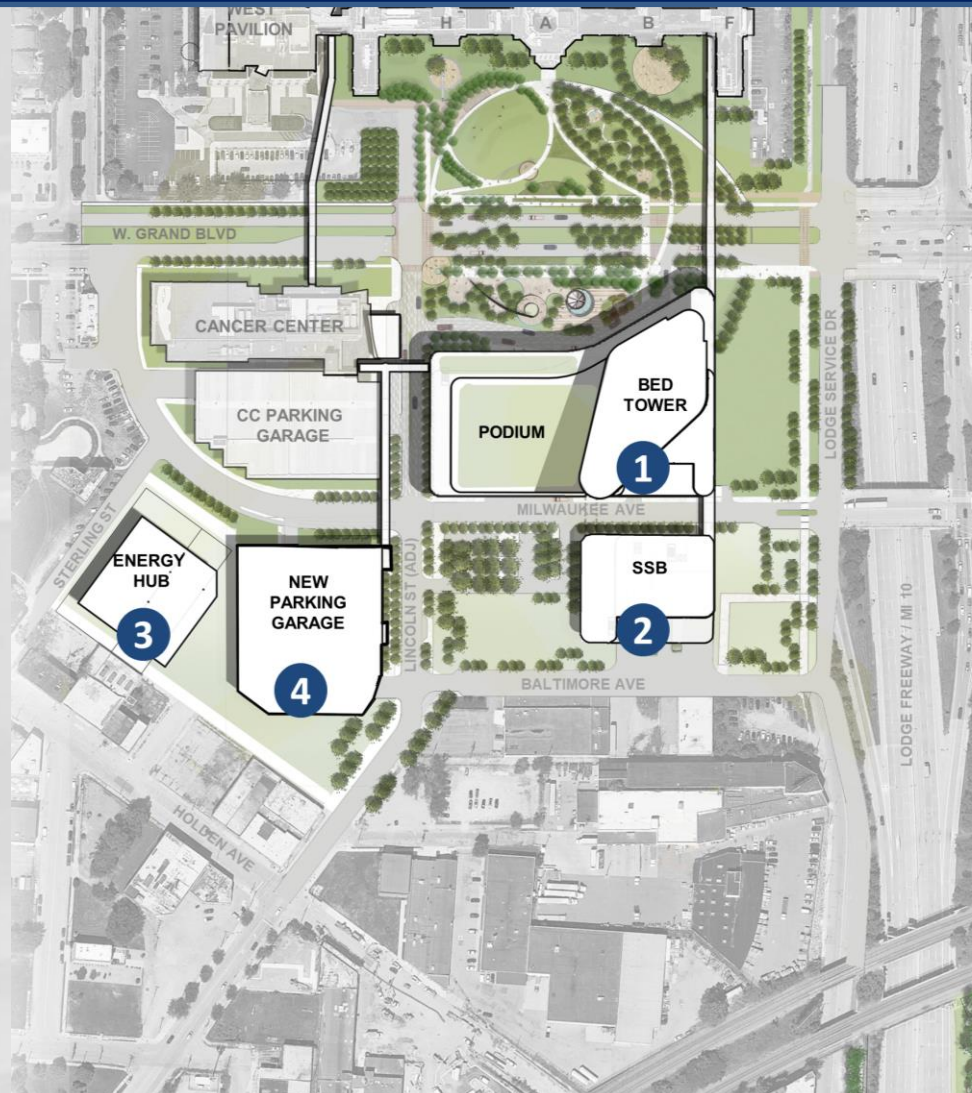 WEST
PAVILION
I
H
A
B
F
W. GRAND BLVD
CANCER CENTER
LODGE SERVICE DR
BED
TOWER
CC PARKING
GARAGE
PODIUM
1
MILWAUKEE AVE
STERLING ST
ENERGY
HUB
3
NEW
PARKING
GARAGE
4
LINCOLN ST (ADJ)
SSB
2
BALTIMORE AVE
LODGE FREEWAY / MI 10
HOLDEN AVE